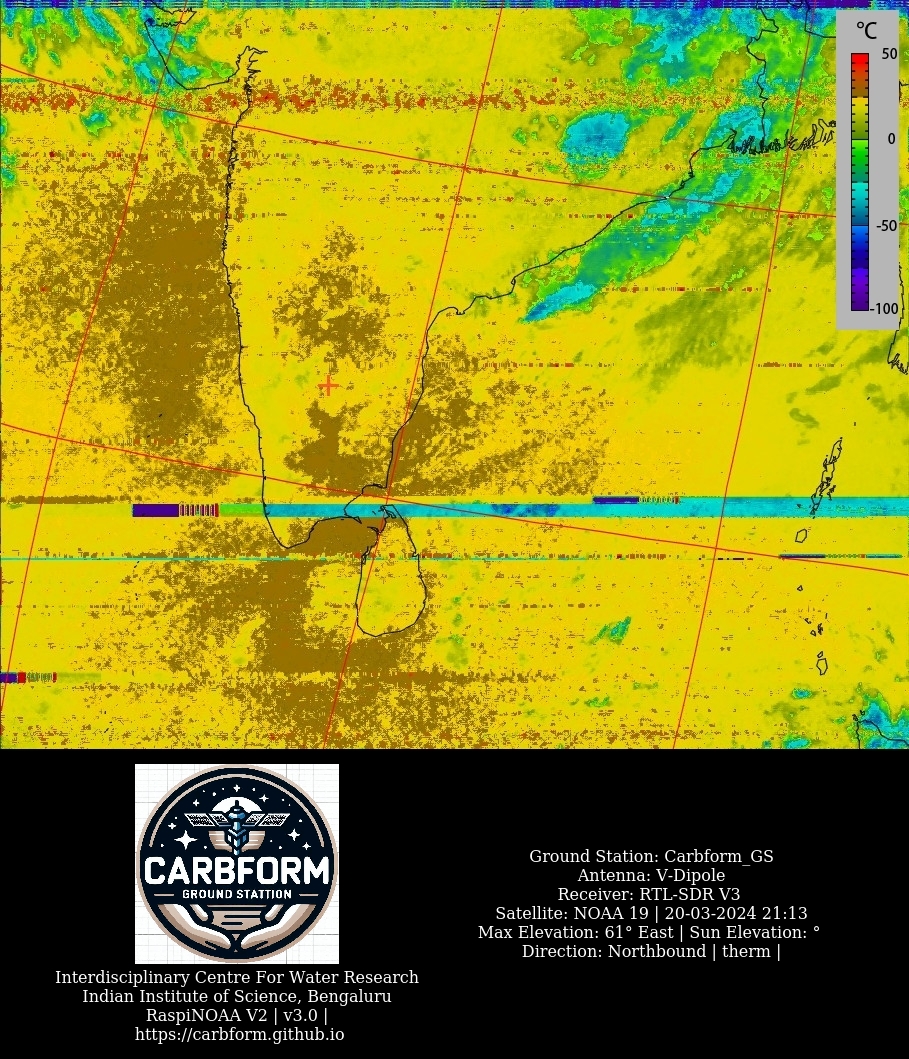 °C
50
0
-50
-100
CARBFORM
GROUND STATTION
Ground Station: Carbform_GS
Antenna: V-Dipole
Receiver: RTL-SDR V3
Satellite: NOAA 19 | 20-03-2024 21:13
Max Elevation: 61° East | Sun Elevation: °
Direction: Northbound | therm |
Interdisciplinary Centre For Water Research
Indian Institute of Science, Bengaluru
RaspiNOAA V2 | v3.0 |
https://carbform.github.io